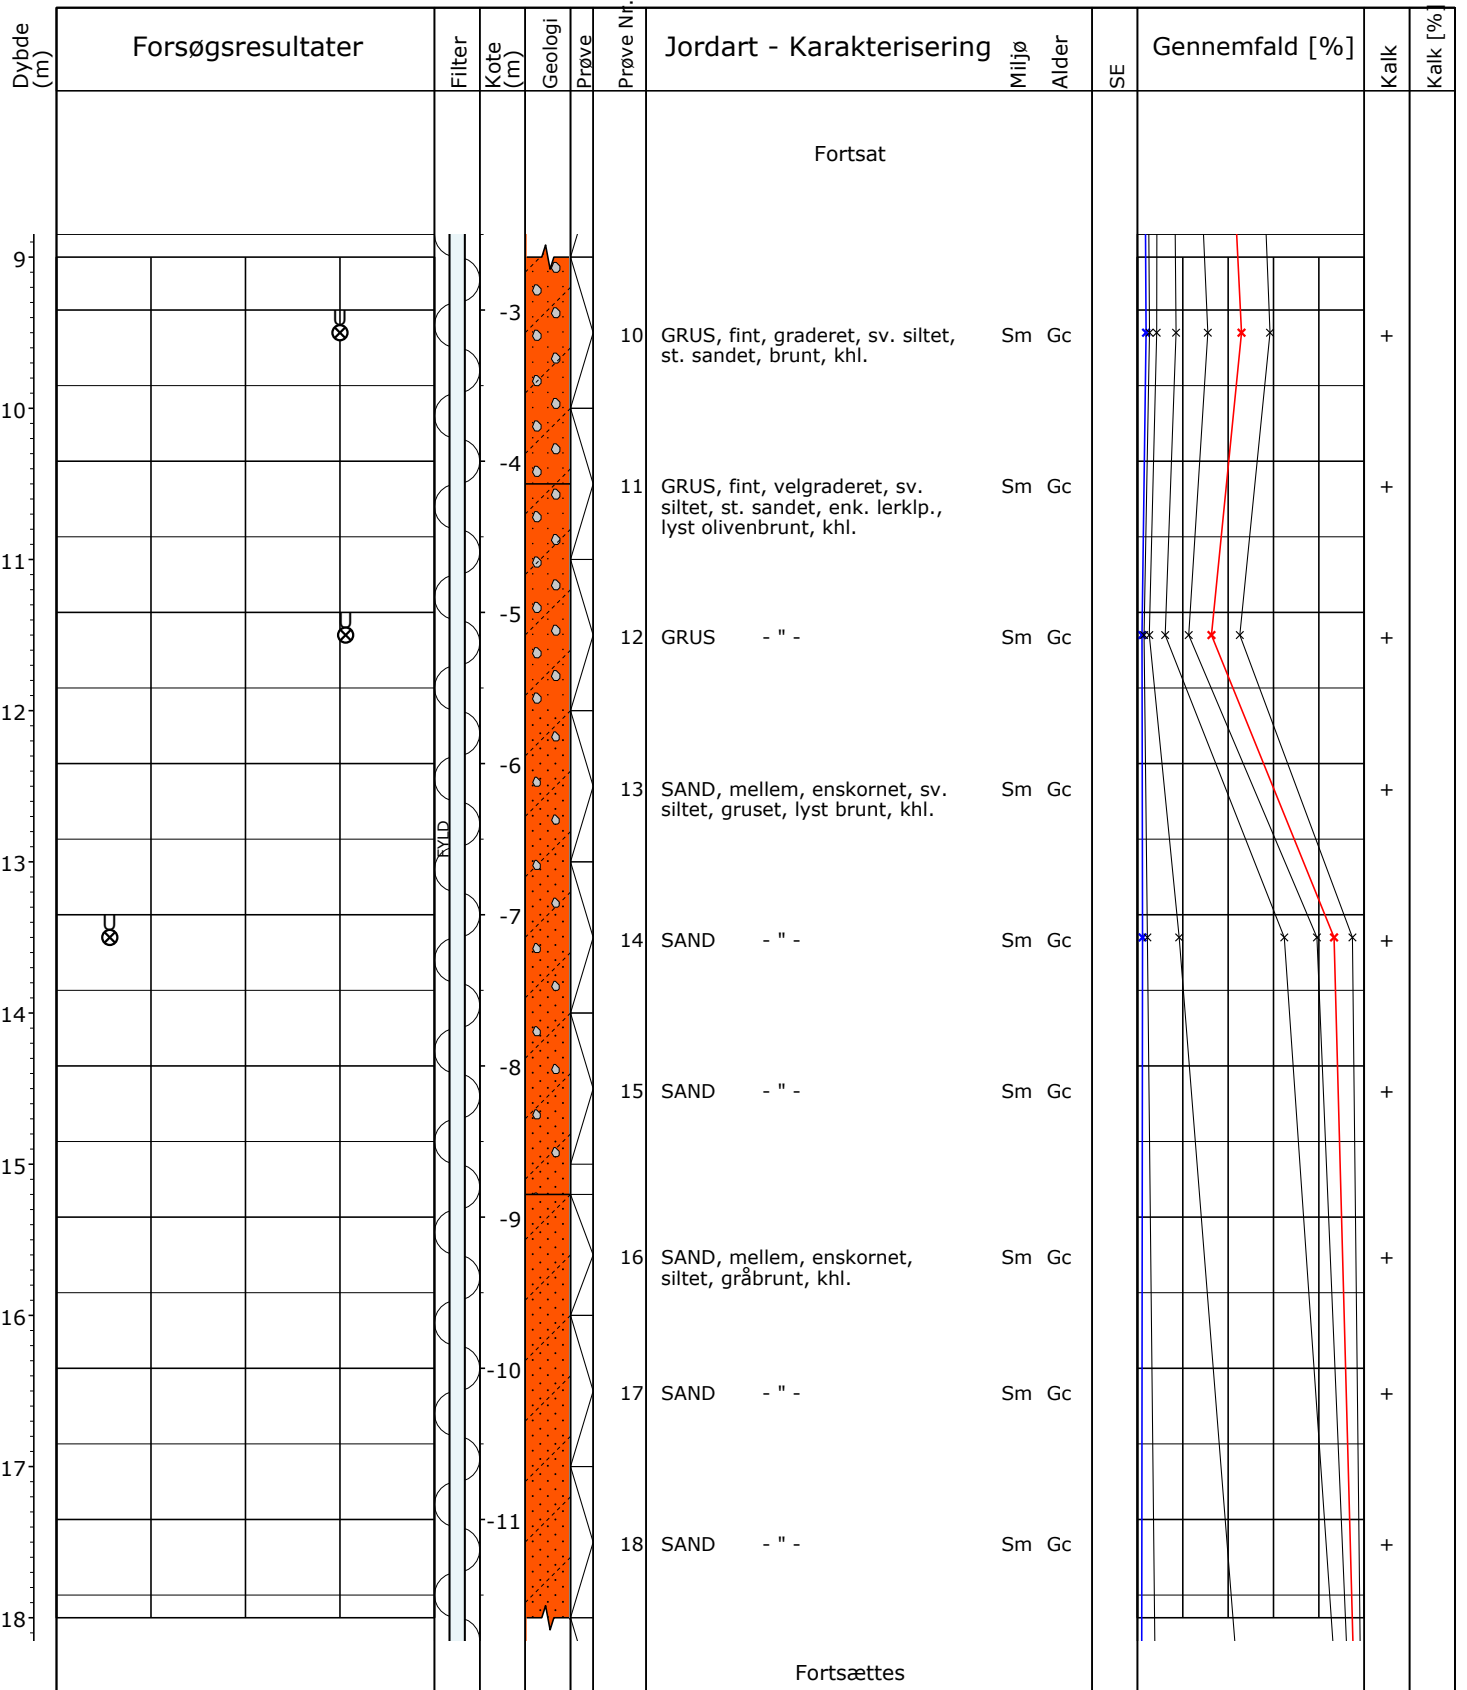 Dybde (m)
Forsøgsresultater
Filter
Kote (m)
Geologi
Prøve
Prøve Nr.
Jordart - Karakterisering
Miljø
Alder
SE
Gennemfald [%]
Kalk
Kalk [%]
Fortsat
9
-3
10 GRUS, fint, graderet, sv. siltet, Sm Gc +
st. sandet, brunt, khl.
10
-4
11 GRUS, fint, velgraderet, sv. Sm Gc +
siltet, st. sandet, enk. lerklp.,
lyst olivenbrunt, khl.
11
-5
12 GRUS - " - Sm Gc +
12
-6
13 SAND, mellem, enskornet, sv. Sm Gc +
siltet, gruset, lyst brunt, khl.
FYLD
13
-7
14 SAND - " - Sm Gc +
14
-8
15 SAND - " - Sm Gc +
15
-9
16 SAND, mellem, enskornet, Sm Gc +
siltet, gråbrunt, khl.
16
-10
17 SAND - " - Sm Gc +
17
-11
18 SAND - " - Sm Gc +
18
Fortsættes